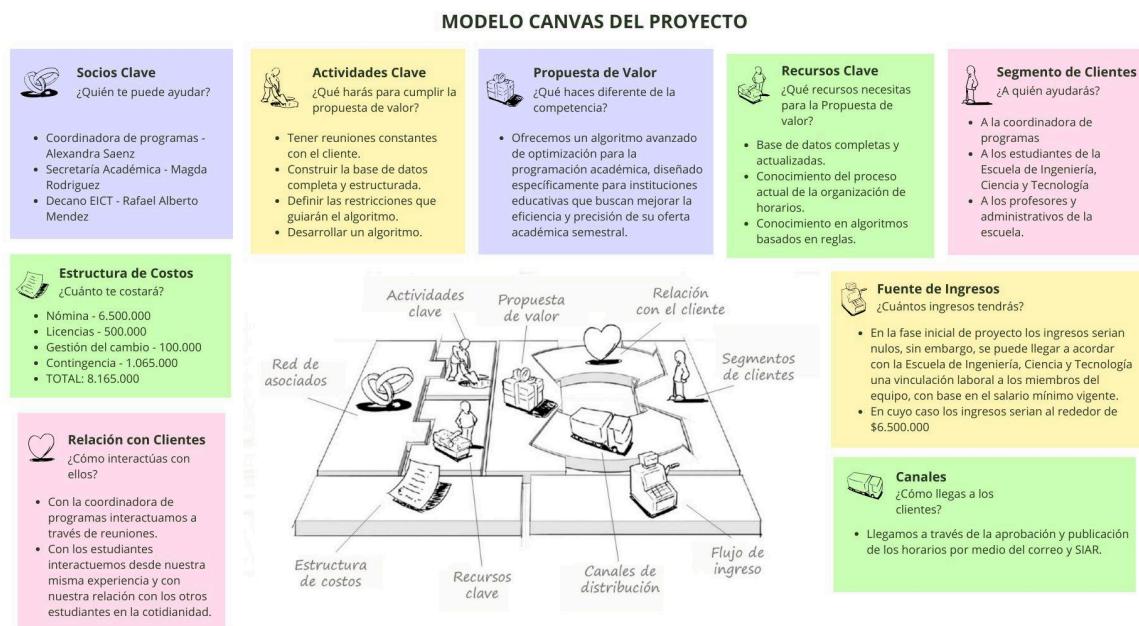 MODELO CANVAS DEL PROYECTO
Socios Clave
¿Quién te puede ayudar?
• Coordinadora de programas -
Alexandra Saenz
• Secretaría Académica - Magda
Rodriguez
• Decano EICT - Rafael Alberto
Mendez
Actividades Clave
¿Qué harás para cumplir la
propuesta de valor?
• Tener reuniones constantes
con el cliente.
• Construir la base de datos
completa y estructurada.
• Definir las restricciones que
guiarán el algoritmo.
• Desarrollar un algoritmo.
Propuesta de Valor
¿Qué haces diferente de la
competencia?
• Ofrecemos un algoritmo avanzado
de optimización para la
programación académica, diseñado
específicamente para instituciones
educativas que buscan mejorar la
eficiencia y precisión de su oferta
académica semestral.
Recursos Clave
¿Qué recursos necesitas
para la Propuesta de
valor?
• Base de datos completas y
actualizadas.
• Conocimiento del proceso
actual de la organización de
horarios.
• Conocimiento en algoritmos
basados en reglas.
Segmento de Clientes
¿A quién ayudarás?
• A la coordinadora de
programas
• A los estudiantes de la
Escuela de Ingeniería,
Ciencia y Tecnología
• A los profesores y
administrativos de la
escuela.
Estructura de Costos
¿Cuánto te costará?
• Nómina - 6.500.000
• Licencias - 500.000
• Gestión del cambio - 100.000
• Contingencia - 1.065.000
• TOTAL: 8.165.000
Relación con Clientes
¿Cómo interactúas con
ellos?
• Con la coordinadora de
programas interactuamos a
través de reuniones.
• Con los estudiantes
interactuemos desde nuestra
misma experiencia y con
nuestra relación con los otros
estudiantes en la cotidianidad.
Actividades
clave
Propuesta
de valor
Relación
con el cliente
Red de
asociados
Segmentos
de clientes
Estructura
de costos
Recursos
clave
Canales de
distribución
Flujo de
ingreso
Fuente de Ingresos
¿Cuántos ingresos tendrás?
• En la fase inicial de proyecto los ingresos serian
nulos, sin embargo, se puede llegar a acordar
con la Escuela de Ingeniería, Ciencia y Tecnología
una vinculación laboral a los miembros del
equipo, con base en el salario mínimo vigente.
• En cuyo caso los ingresos serian al rededor de
$6.500.000
Canales
¿Cómo llegas a los
clientes?
• Llegamos a través de la aprobación y publicación
de los horarios por medio del correo y SIAR.